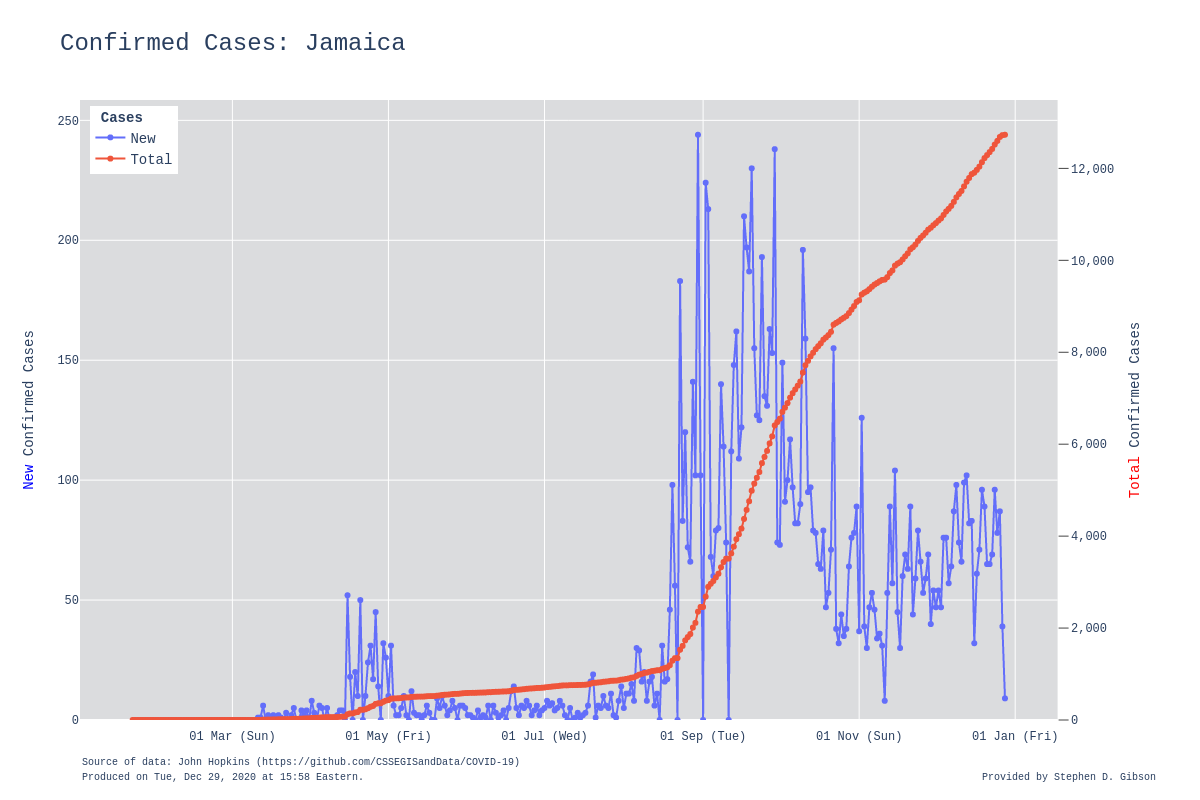 Confirmed Cases: Jamaica
Cases
New
Total
250
200
150
100
50
0
12,000
10,000
8,000
6,000
4,000
2,000
0
New Confirmed Cases
Total Confirmed Cases
01 Mar (Sun) 01 May (Fri) 01 Jul (Wed) 01 Sep (Tue) 01 Nov (Sun) 01 Jan (Fri)
Source of data: John Hopkins (https://github.com/CSSEGISandData/COVID-19)
Produced on Tue, Dec 29, 2020 at 15:58 Eastern.
Provided by Stephen D. Gibson